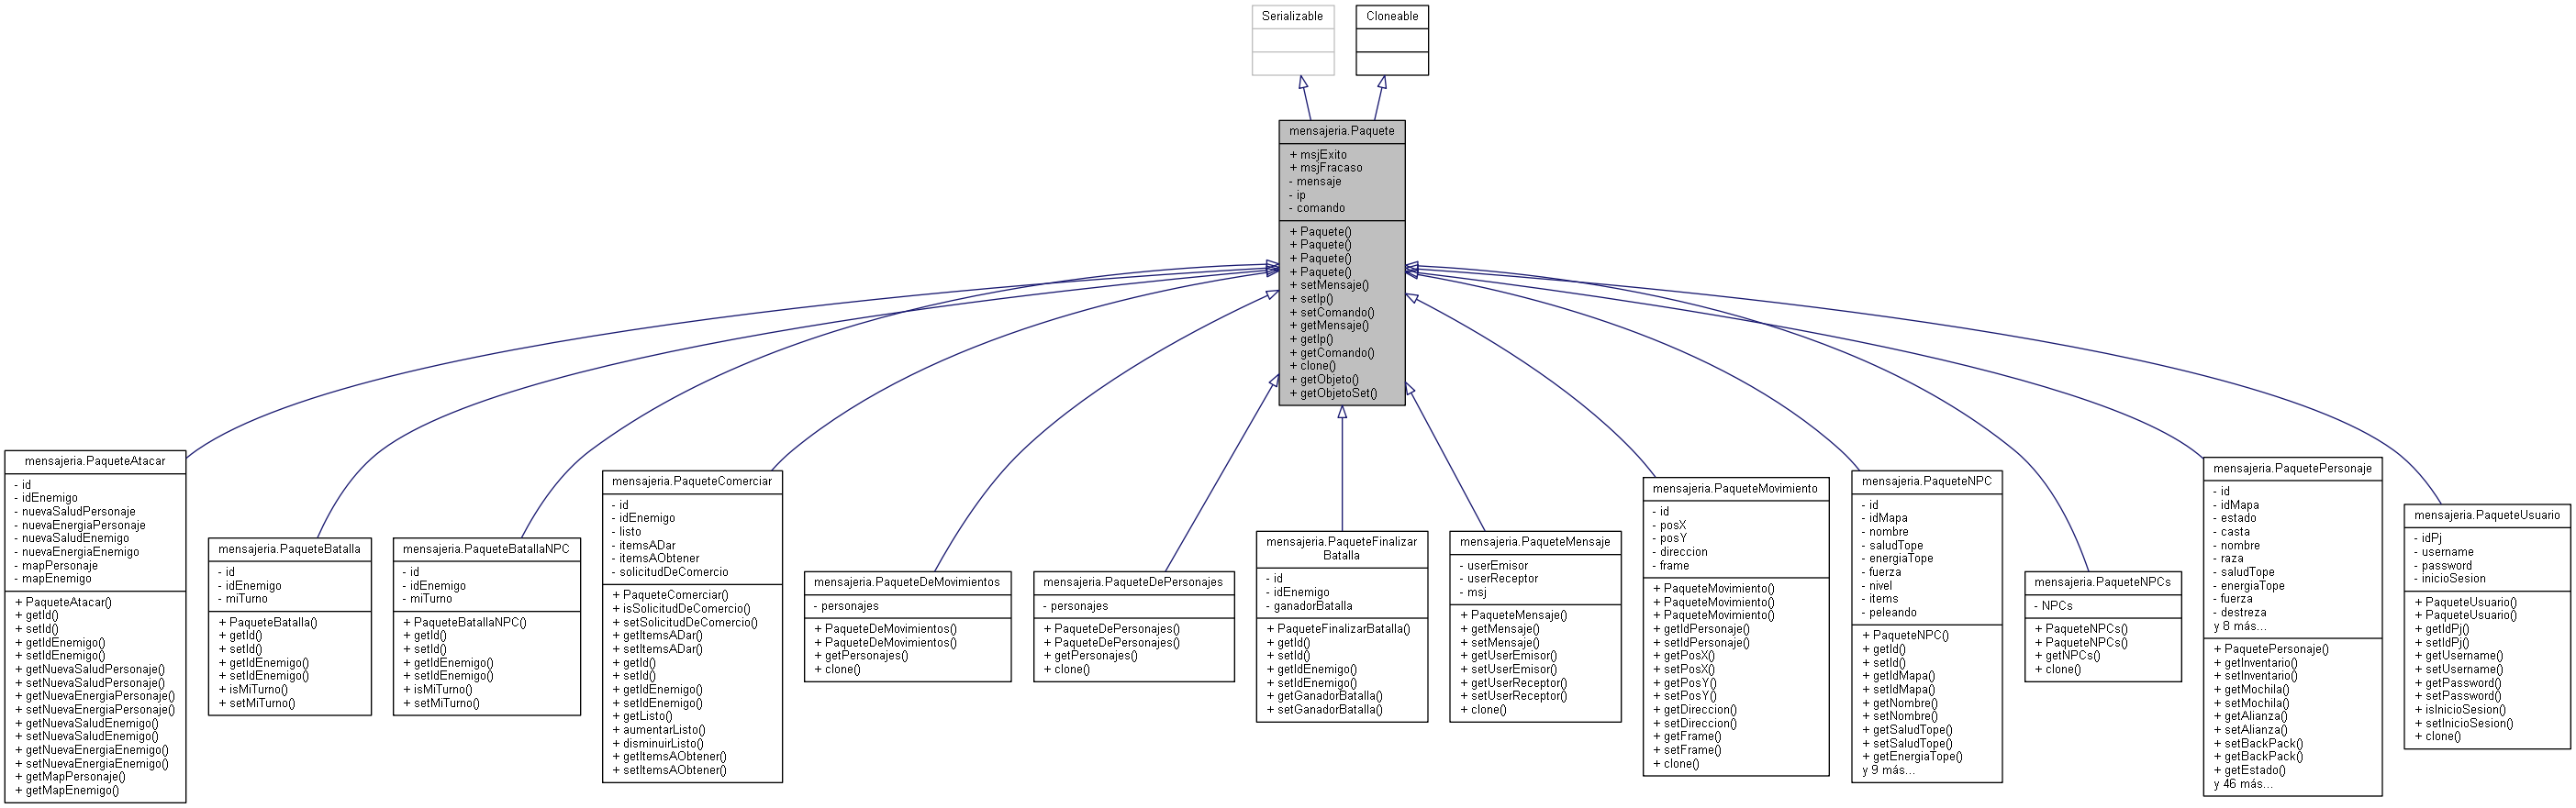 Serializable
Cloneable
mensajeria.Paquete
+ msjExito
+ msjFracaso
- mensaje
- ip
- comando
+ Paquete()
+ Paquete()
+ Paquete()
+ Paquete()
+ setMensaje()
+ setIp()
+ setComando()
+ getMensaje()
+ getIp()
+ getComando()
+ clone()
+ getObjeto()
+ getObjetoSet()
mensajeria.PaqueteAtacar
- id
- idEnemigo
- nuevaSaludPersonaje
- nuevaEnergiaPersonaje
- nuevaSaludEnemigo
- nuevaEnergiaEnemigo
- mapPersonaje
- mapEnemigo
+ PaqueteAtacar()
+ getId()
+ setId()
+ getIdEnemigo()
+ setIdEnemigo()
+ getNuevaSaludPersonaje()
+ setNuevaSaludPersonaje()
+ getNuevaEnergiaPersonaje()
+ setNuevaEnergiaPersonaje()
+ getNuevaSaludEnemigo()
+ setNuevaSaludEnemigo()
+ getNuevaEnergiaEnemigo()
+ setNuevaEnergiaEnemigo()
+ getMapPersonaje()
+ getMapEnemigo()
mensajeria.PaqueteBatalla
- id
- idEnemigo
- miTurno
+ PaqueteBatalla()
+ getId()
+ setId()
+ getIdEnemigo()
+ setIdEnemigo()
+ isMiTurno()
+ setMiTurno()
mensajeria.PaqueteBatallaNPC
- id
- idEnemigo
- miTurno
+ PaqueteBatallaNPC()
+ getId()
+ setId()
+ getIdEnemigo()
+ setIdEnemigo()
+ isMiTurno()
+ setMiTurno()
mensajeria.PaqueteComerciar
- id
- idEnemigo
- listo
- itemsADar
- itemsAObtener
- solicitudDeComercio
+ PaqueteComerciar()
+ isSolicitudDeComercio()
+ setSolicitudDeComercio()
+ getItemsADar()
+ setItemsADar()
+ getId()
+ setId()
+ getIdEnemigo()
+ setIdEnemigo()
+ getListo()
+ aumentarListo()
+ disminuirListo()
+ getItemsAObtener()
+ setItemsAObtener()
mensajeria.PaqueteDeMovimientos
- personajes
+ PaqueteDeMovimientos()
+ PaqueteDeMovimientos()
+ getPersonajes()
+ clone()
mensajeria.PaqueteDePersonajes
- personajes
+ PaqueteDePersonajes()
+ PaqueteDePersonajes()
+ getPersonajes()
+ clone()
mensajeria.PaqueteFinalizar
Batalla
- id
- idEnemigo
- ganadorBatalla
+ PaqueteFinalizarBatalla()
+ getId()
+ setId()
+ getIdEnemigo()
+ setIdEnemigo()
+ getGanadorBatalla()
+ setGanadorBatalla()
mensajeria.PaqueteMensaje
- userEmisor
- userReceptor
- msj
+ PaqueteMensaje()
+ getMensaje()
+ setMensaje()
+ getUserEmisor()
+ setUserEmisor()
+ getUserReceptor()
+ setUserReceptor()
+ clone()
mensajeria.PaqueteMovimiento
- id
- posX
- posY
- direccion
- frame
+ PaqueteMovimiento()
+ PaqueteMovimiento()
+ PaqueteMovimiento()
+ getIdPersonaje()
+ setIdPersonaje()
+ getPosX()
+ setPosX()
+ getPosY()
+ setPosY()
+ getDireccion()
+ setDireccion()
+ getFrame()
+ setFrame()
+ clone()
mensajeria.PaqueteNPC
- id
- idMapa
- nombre
- saludTope
- energiaTope
- fuerza
- nivel
- items
- peleando
+ PaqueteNPC()
+ getId()
+ setId()
+ getIdMapa()
+ setIdMapa()
+ getNombre()
+ setNombre()
+ getSaludTope()
+ setSaludTope()
+ getEnergiaTope()
y 9 más...
mensajeria.PaqueteNPCs
- NPCs
+ PaqueteNPCs()
+ PaqueteNPCs()
+ getNPCs()
+ clone()
mensajeria.PaquetePersonaje
- id
- idMapa
- estado
- casta
- nombre
- raza
- saludTope
- energiaTope
- fuerza
- destreza
y 8 más...
+ PaquetePersonaje()
+ getInventario()
+ setInventario()
+ getMochila()
+ setMochila()
+ getAlianza()
+ setAlianza()
+ setBackPack()
+ getBackPack()
+ getEstado()
y 46 más...
mensajeria.PaqueteUsuario
- idPj
- username
- password
- inicioSesion
+ PaqueteUsuario()
+ PaqueteUsuario()
+ getIdPj()
+ setIdPj()
+ getUsername()
+ setUsername()
+ getPassword()
+ setPassword()
+ isInicioSesion()
+ setInicioSesion()
+ clone()